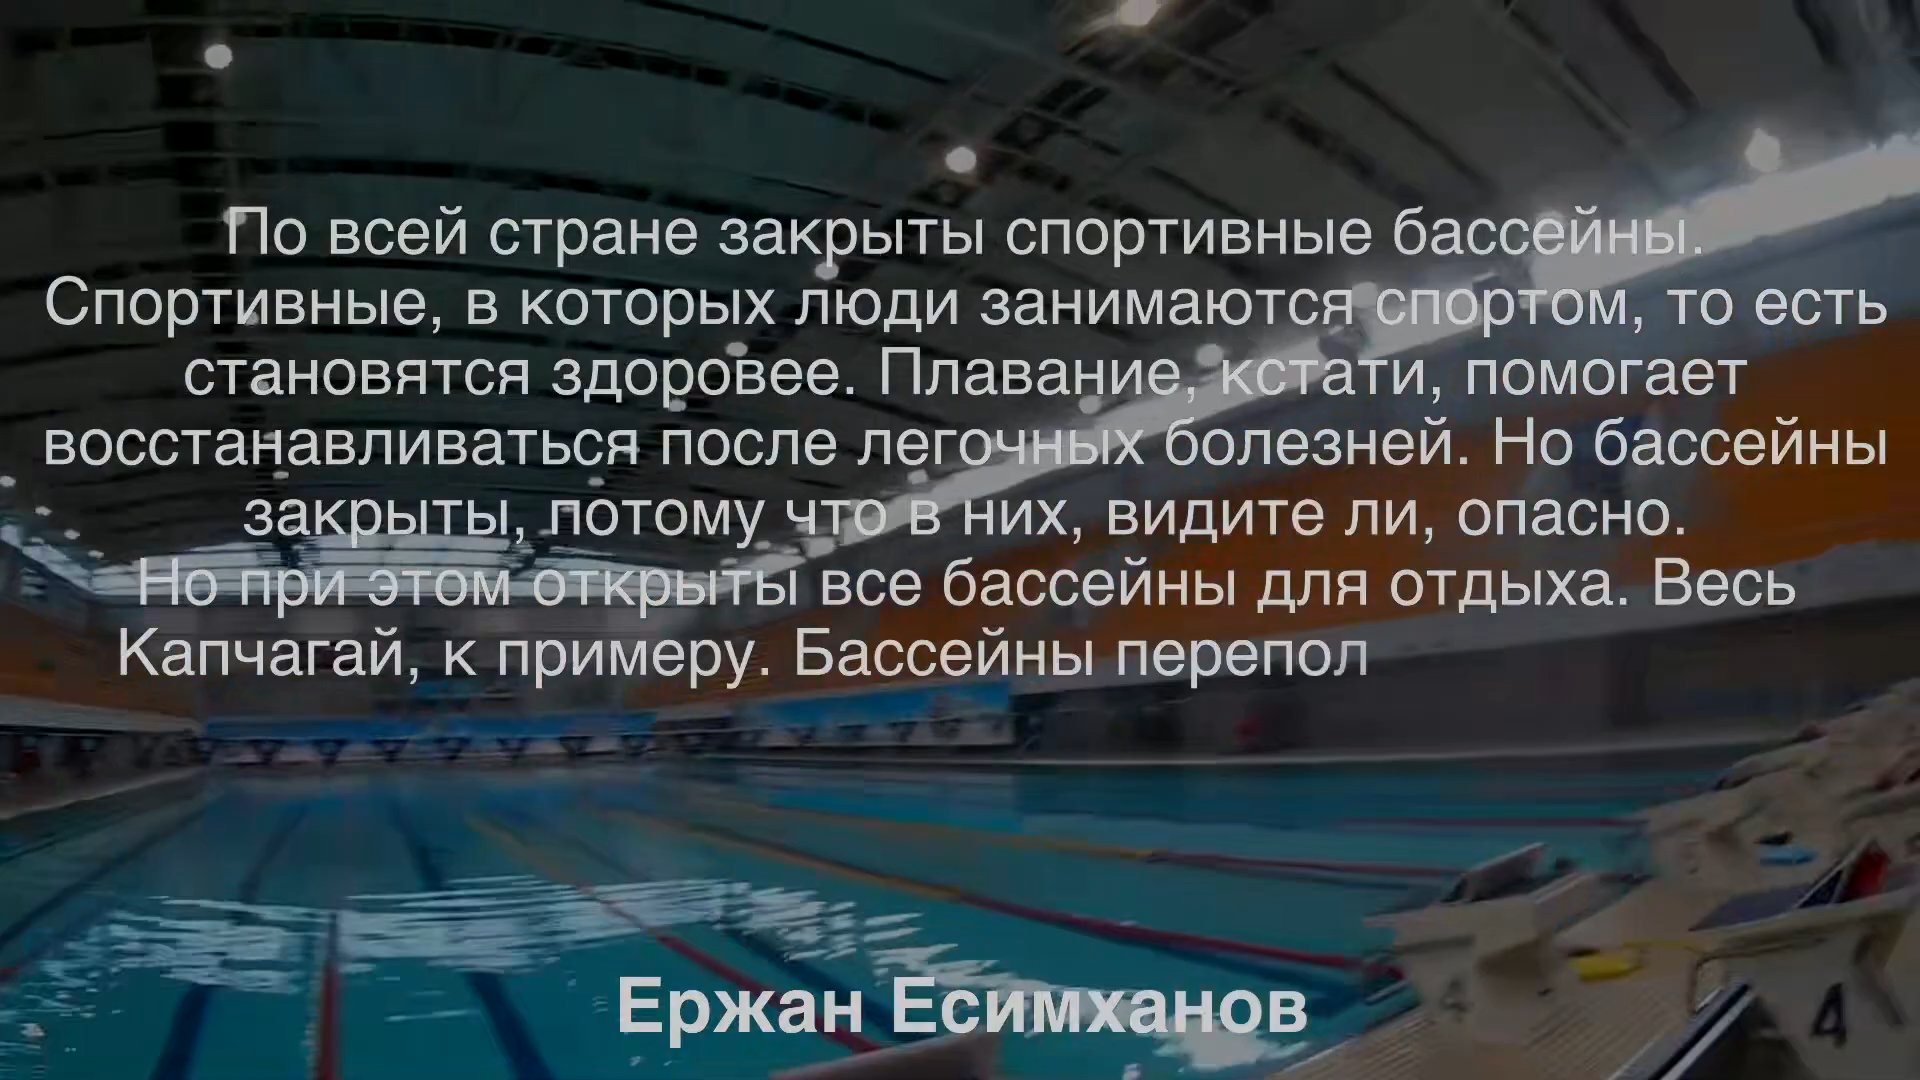 По всей стране закрыты спортивные бассейны.
Спортивные, в которых люди занимаются спортом, то есть
становятся здоровее. Плавание, кстати, помогает
восстанавливаться после легочных болезней. Но бассейны
закрыты, потому что в них, видите ли, опасно.
Но при этом открыты все бассейны для отдыха. Весь
Капчагай, к примеру. Бассейны перепол
4
Ержан Есимханов